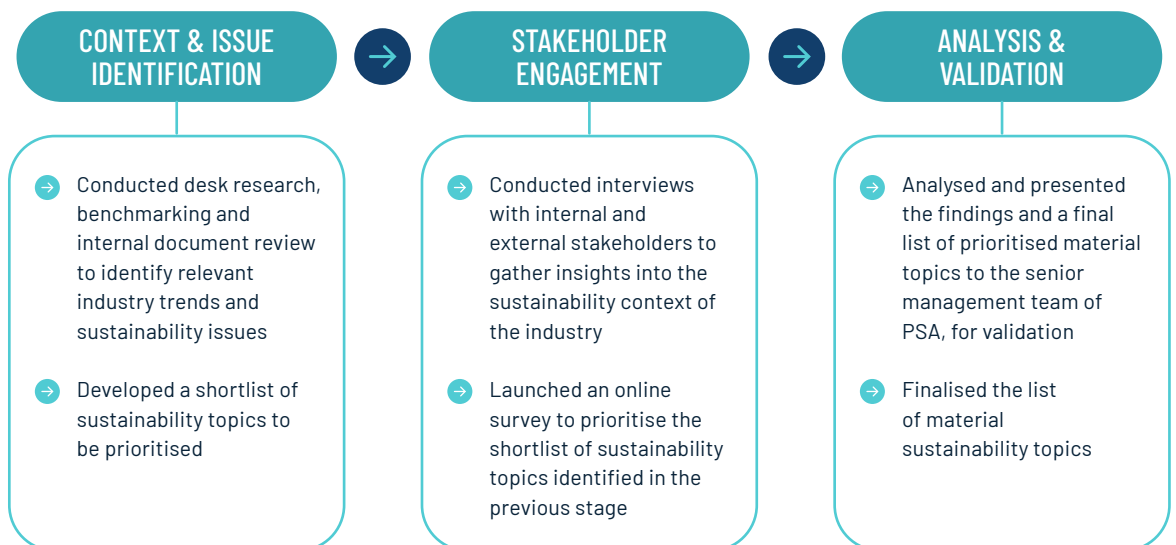 CONTEXT & ISSUE
IDENTIFICATION
Conducted desk research,
benchmarking and
internal document review
to identify relevant
industry trends and
sustainability issues
Developed a shortlist of
sustainability topics to
be prioritised
STAKEHOLDER
ENGAGEMENT
Conducted interviews
with internal and
external stakeholders to
gather insights into the
sustainability context of
the industry
Launched an online
survey to prioritise the
shortlist of sustainability
topics identified in the
previous stage
ANALYSIS &
VALIDATION
Analysed and presented
the findings and a final
list of prioritised material
topics to the senior
management team of
PSA, for validation
Finalised the list
of material
sustainability topics